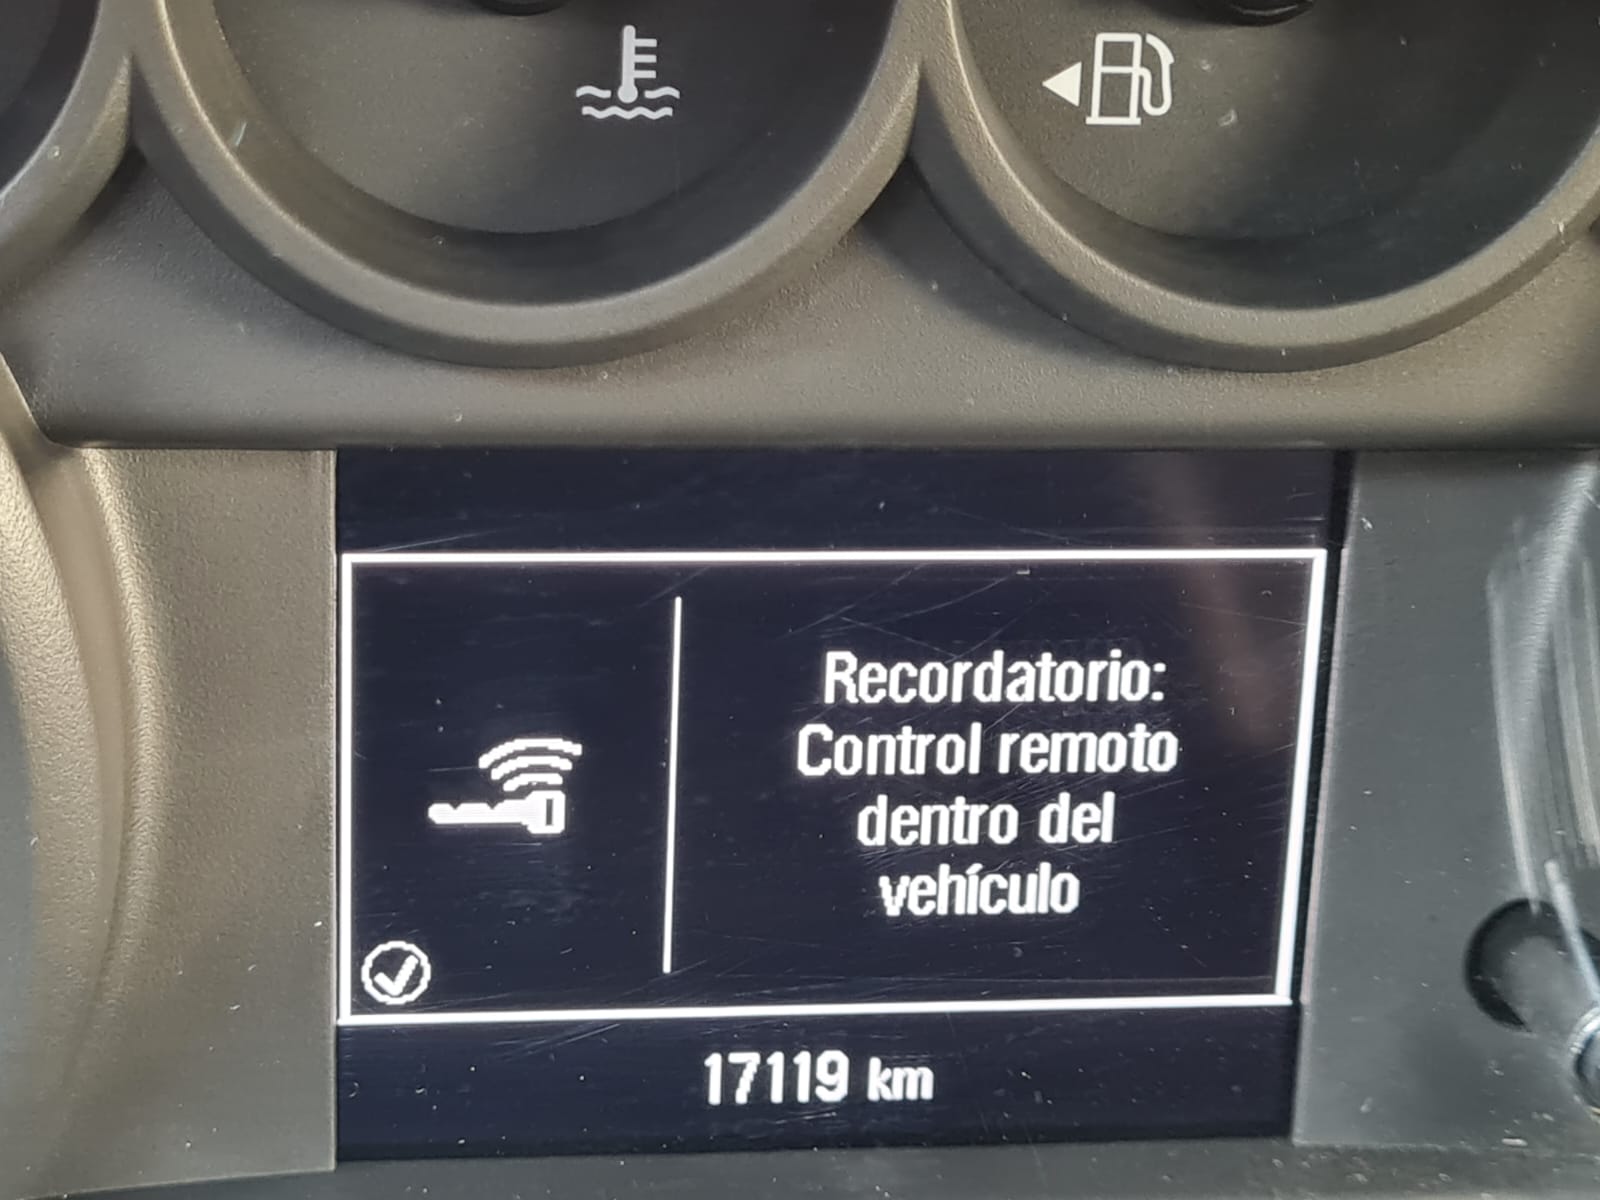 Recordatorio:
Control remoto
dentro del
vehículo
17119 km